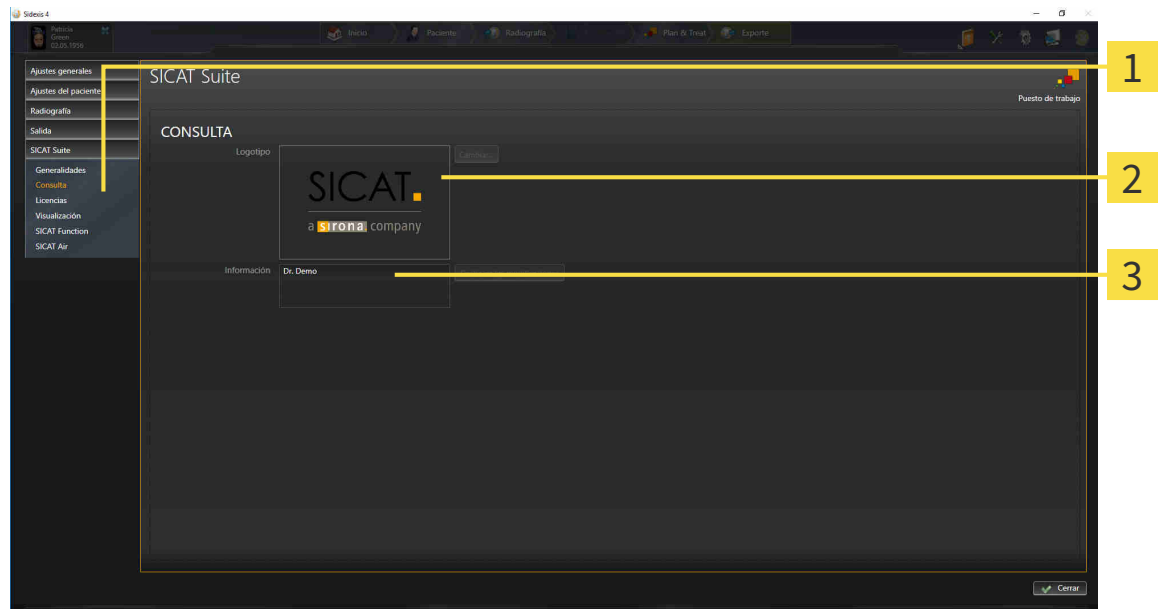 Sidexis 4
Patricia
Green
02.05.1956
Inicio
Paciente
Radiografía
Plan & Treat
Exporte
Ajustes generales
Ajustes del paciente
Radiografía
Salida
SICAT Suite
Generalidades
Consulta
Licencias
Visualización
SICAT Function
SICAT Air
SICAT Suite
Puesto de trabajo
CONSULTA
Logotipo
SICAT.
a sirona. company
Cambiar...
Información
Dr. Demo
Cerrar
1
2
3